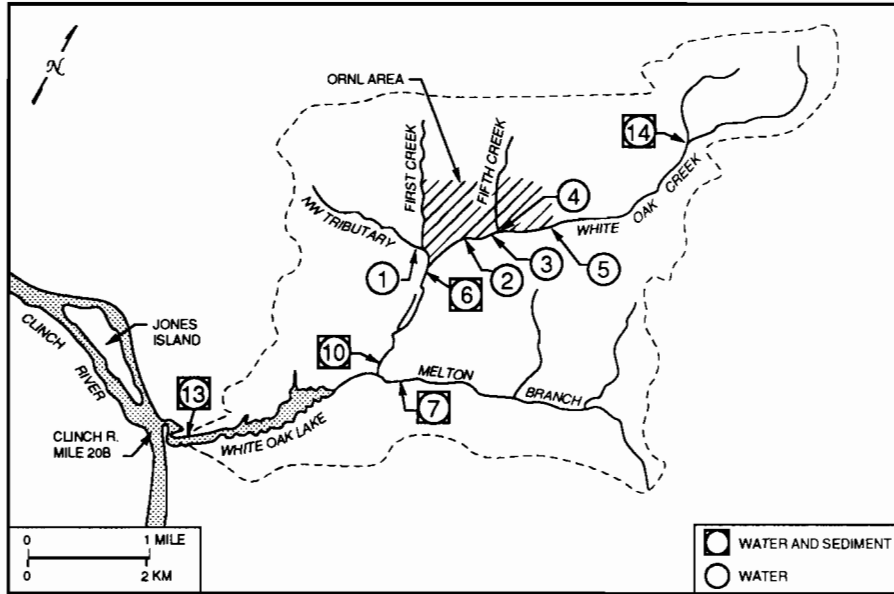 N
ORNL AREA
FIRST CREEK
FIFTH CREEK
14
NW TRIBUTARY
4
WHITE OAK CREEK
1
6
2
3
5
CLINCH
RIVER
JONES
ISLAND
10
MELTON
BRANCH
13
7
WHITE OAK LAKE
CLINCH R.
MILE 20B
0 1 MILE
0 2 KM
WATER AND SEDIMENT
WATER